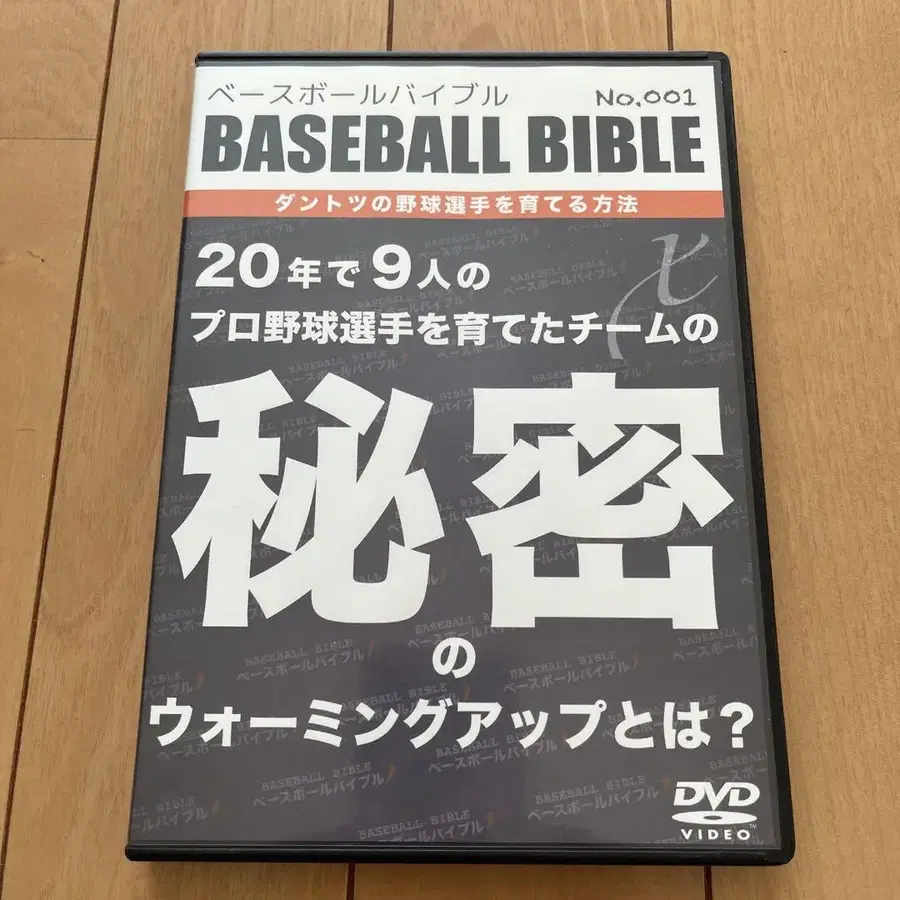 ベースボールバイブル No.001
BASEBALL BIBLE
ダントツの野球選手を育てる方法
20年で9人の
プロ野球選手を育てたチームの
秘密
の
ウォーミングアップとは？
DVD
VIDEO